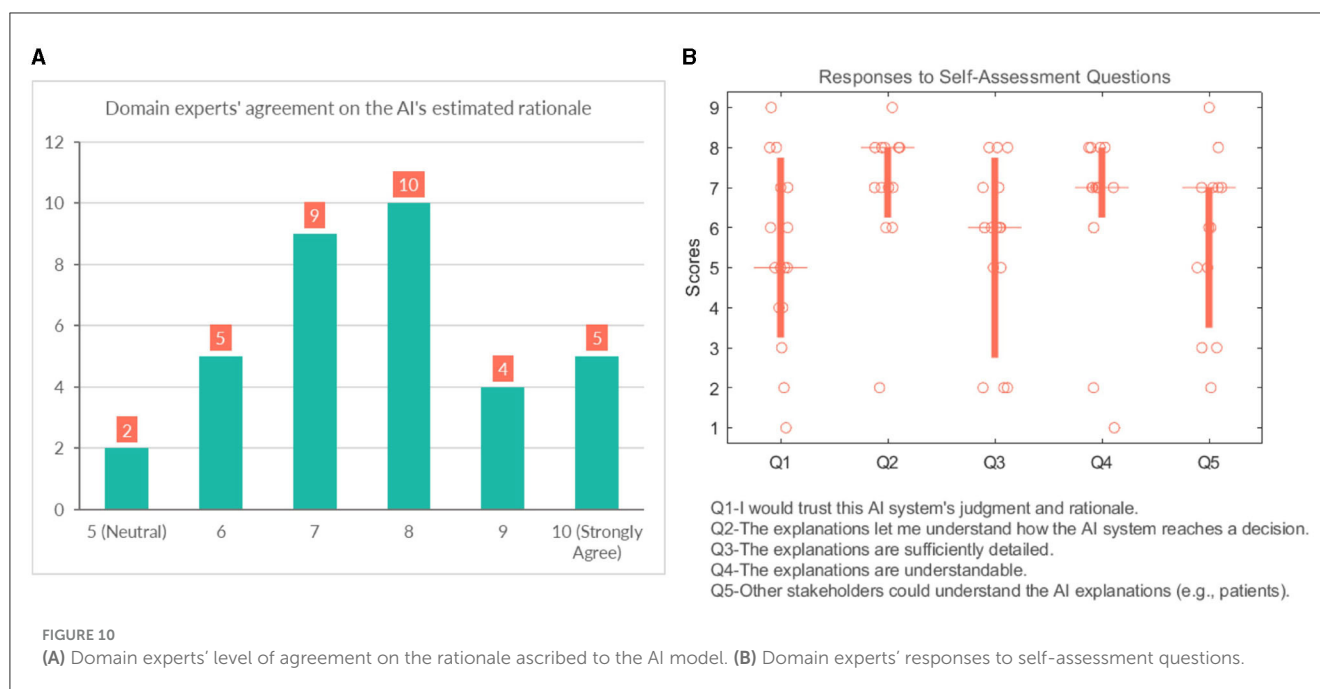 A
Domain experts' agreement on the AI's estimated rationale
12
10
8
6
4
2
0
2
5
9
10
4
5
5 (Neutral)
6
7
8
9
10 (Strongly
Agree)
B
Responses to Self-Assessment Questions
Scores
9
8
7
6
5
4
3
2
1
Q1
Q2
Q3
Q4
Q5
Q1-I would trust this AI system's judgment and rationale.
Q2-The explanations let me understand how the AI system reaches a decision.
Q3-The explanations are sufficiently detailed.
Q4-The explanations are understandable.
Q5-Other stakeholders could understand the AI explanations (e.g., patients).
FIGURE 10
(A) Domain experts' level of agreement on the rationale ascribed to the AI model. (B) Domain experts' responses to self-assessment questions.